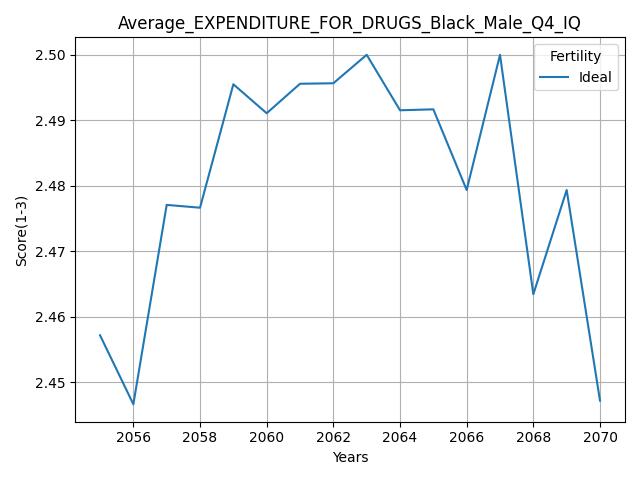 Average_EXPENDITURE_FOR_DRUGS_Black_Male_Q4_IQ
Fertility
Ideal
2.50
2.49
2.48
2.47
2.46
2.45
Score(1-3)
2056 2058 2060 2062 2064 2066 2068 2070
Years